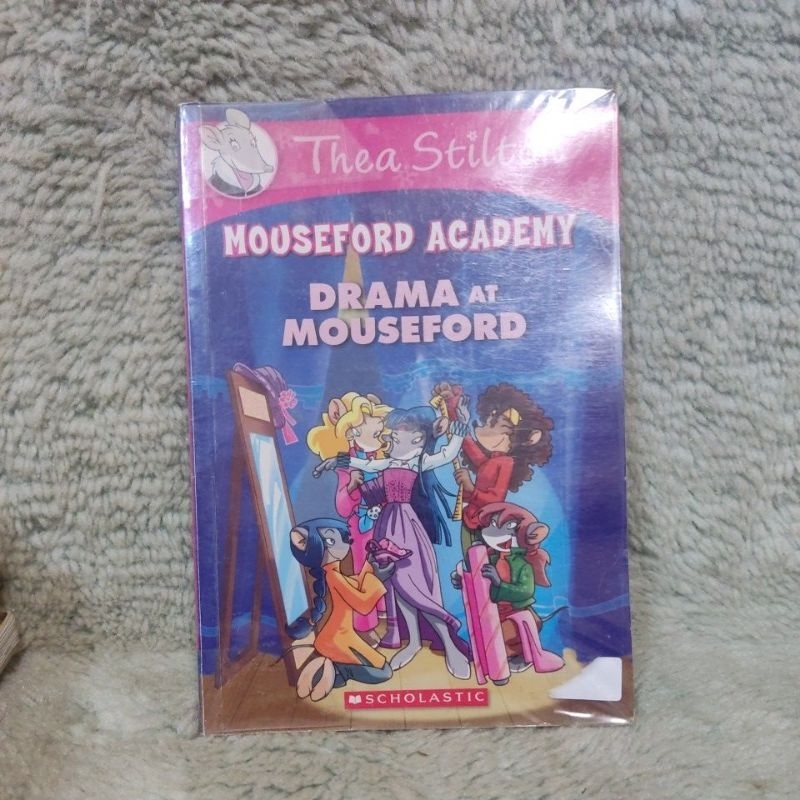 Thea Stilton
MOUSEFORD ACADEMY
DRAMA AT
MOUSEFORD
SCHOLASTIC